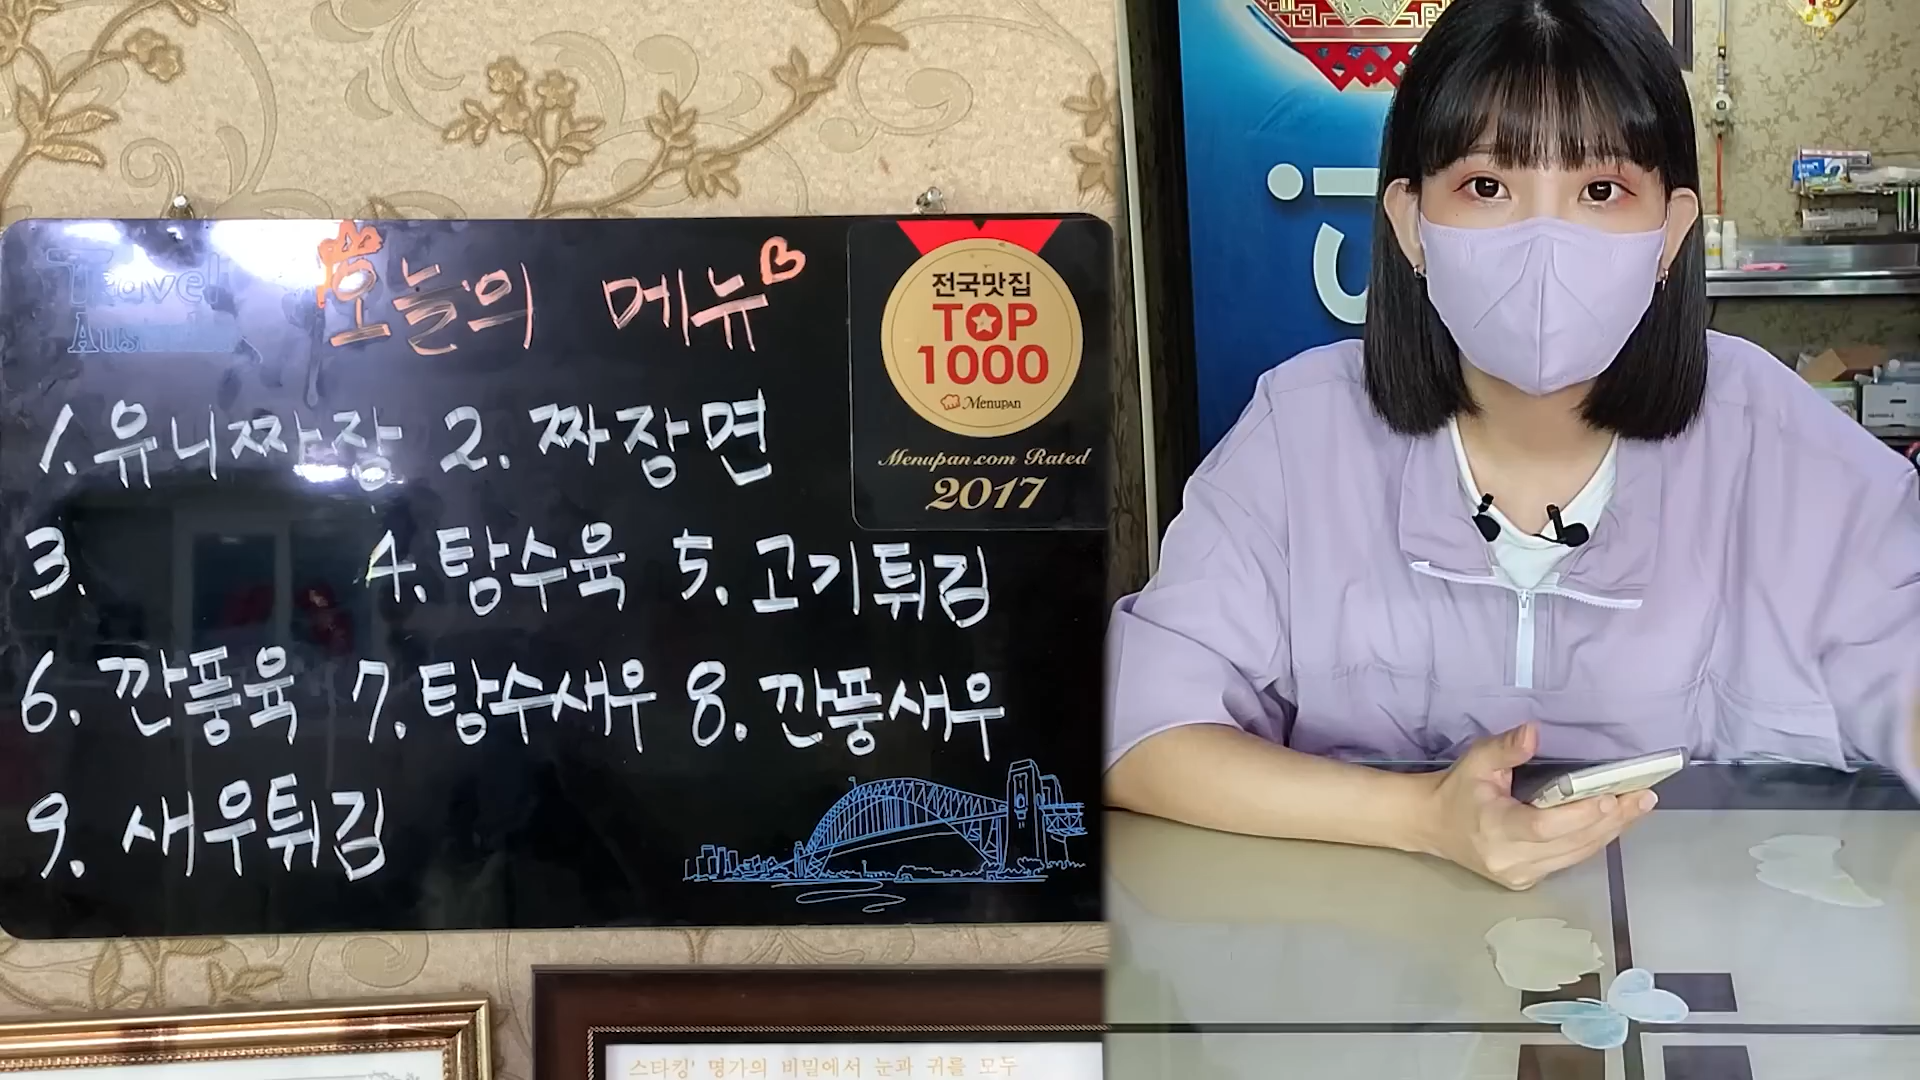 Travel
오늘의 메뉴
1. 유니짜장 2. 짜장면
3. 4. 탕수육 5. 고기튀김
6. 깐풍육 7. 탕수새우 8. 깐풍새우
9. 새우튀김
전국맛집
TOP
1000
Menupan
Menupan.com Rated
2017
스타킹' 명가의 비밀에서 눈과 귀를 모두